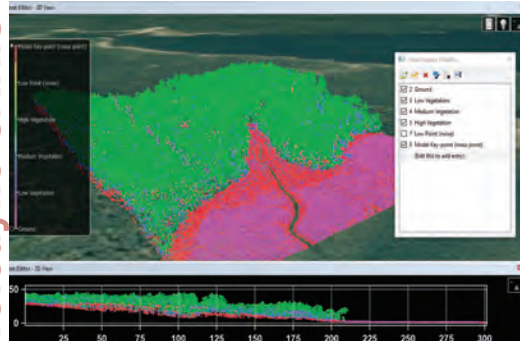 Editor - 3D View
Model Key-point (mass point)
Low Point (noise)
High Vegetation
Medium Vegetation
Low Vegetation
Ground
2 Ground
3 Low Vegetation
4 Medium Vegetation
5 High Vegetation
7 Low Point (noise)
8 Model Key-point (mass point)
(Edit this to add entry)
Editor - 2D View
50
0
25
50
75
100
125
150
175
200
225
250
275
300